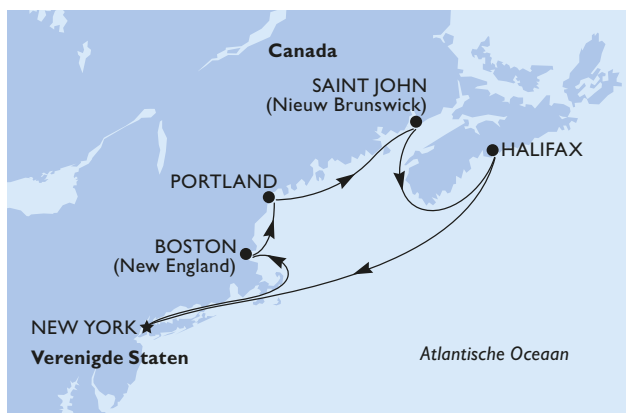 Canada
SAINT JOHN
(Nieuw Brunswick)
HALIFAX
PORTLAND
BOSTON
(New England)
NEW YORK
Verenigde Staten
Atlantische Oceaan